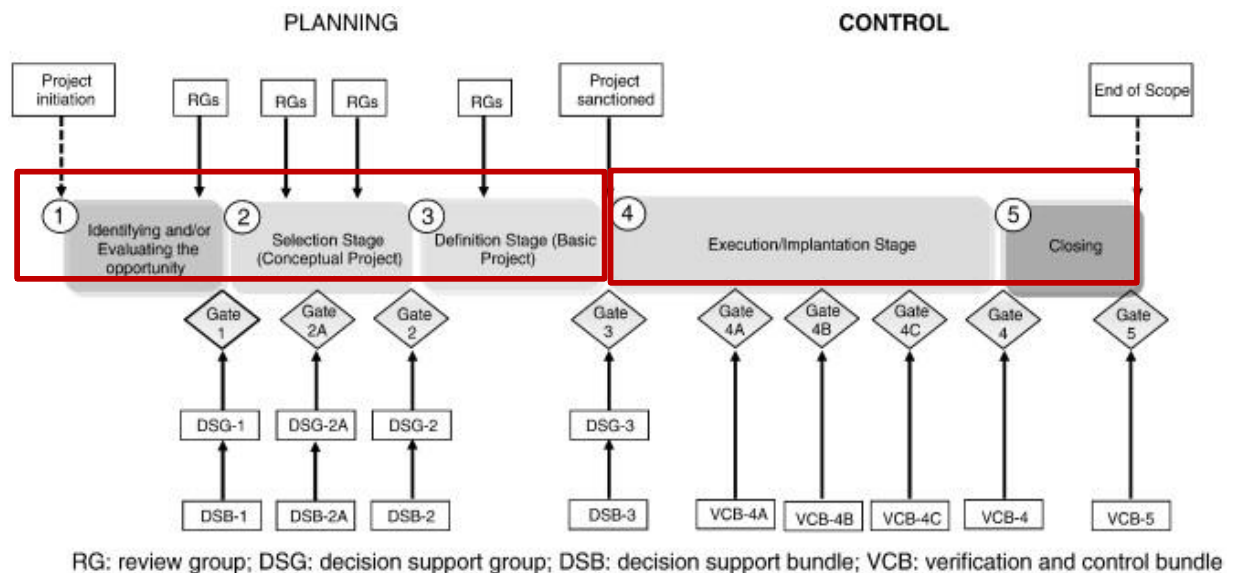 PLANNING
CONTROL
Project
initiation
RGs
RGs
RGs
RGs
Project
sanctioned
End of Scope
1
Identifying and/or
Evaluating the
opportunity
2
Selection Stage
(Conceptual Project)
3
Definition Stage (Basic
Project)
4
Execution/Implantation Stage
5
Closing
Gate
1
Gate
2A
Gate
2
Gate
3
Gate
4A
Gate
4B
Gate
4C
Gate
4
Gate
5
DSG-1
DSG-2A
DSG-2
DSG-3
DSB-1
DSB-2A
DSB-2
DSB-3
VCB-4A
VCB-4B
VCB-4C
VCB-4
VCB-5
RG: review group; DSG: decision support group; DSB: decision support bundle; VCB: verification and control bundle